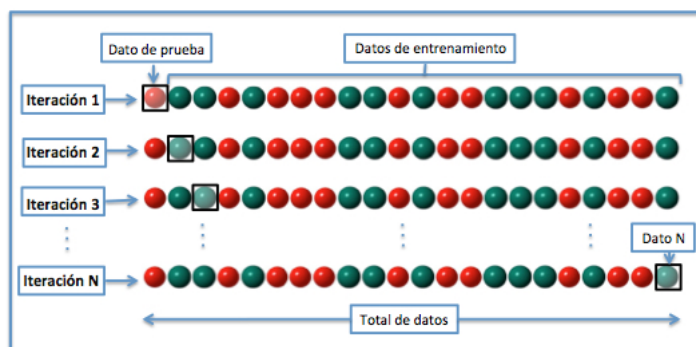 Dato de prueba
Datos de entrenamiento
Iteración 1
Iteración 2
Iteración 3
Dato N
Iteración N
Total de datos